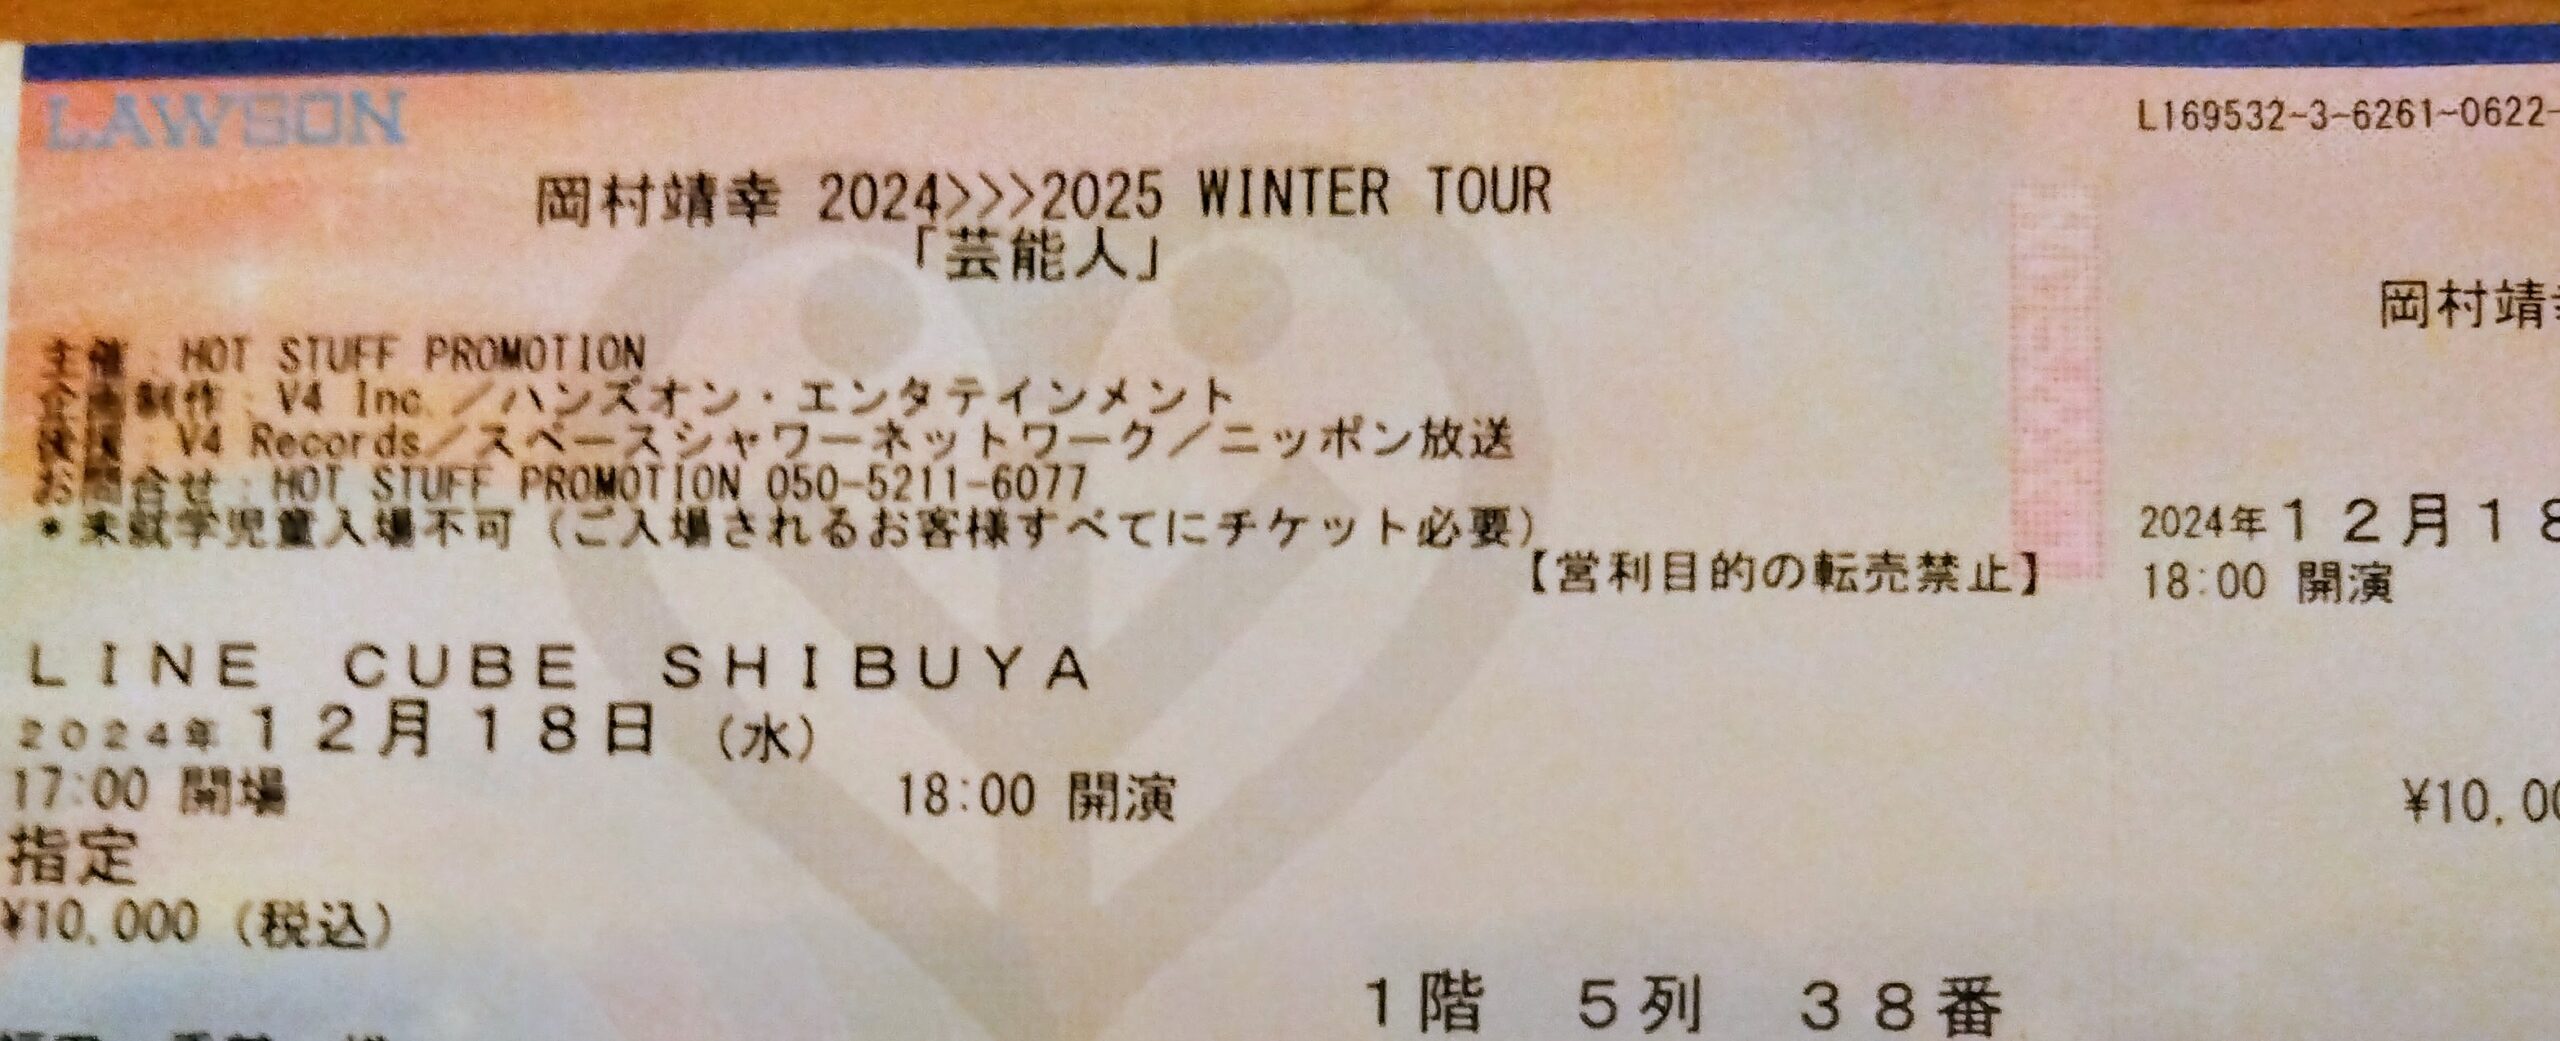 LAWSON
L169532-3-6261-0622-
岡村靖幸 2024>>>2025 WINTER TOUR
「芸能人」
主催：HOT STUFF PROMOTION
企画制作：V4 Inc.／ハンズオン・エンタテインメント
後援：V4 Records／スペースシャワーネットワーク／ニッポン放送
お問合せ：HOT STUFF PROMOTION 050-5211-6077
＊未就学児童入場不可（ご入場されるお客様すべてにチケット必要）
【営利目的の転売禁止】
LINE CUBE SHIBUYA
2024年12月18日（水）
17:00 開場 18:00 開演
指定
¥10,000（税込）
1階 5列 38番
岡村靖
2024年12月18
18:00 開演
¥10,00